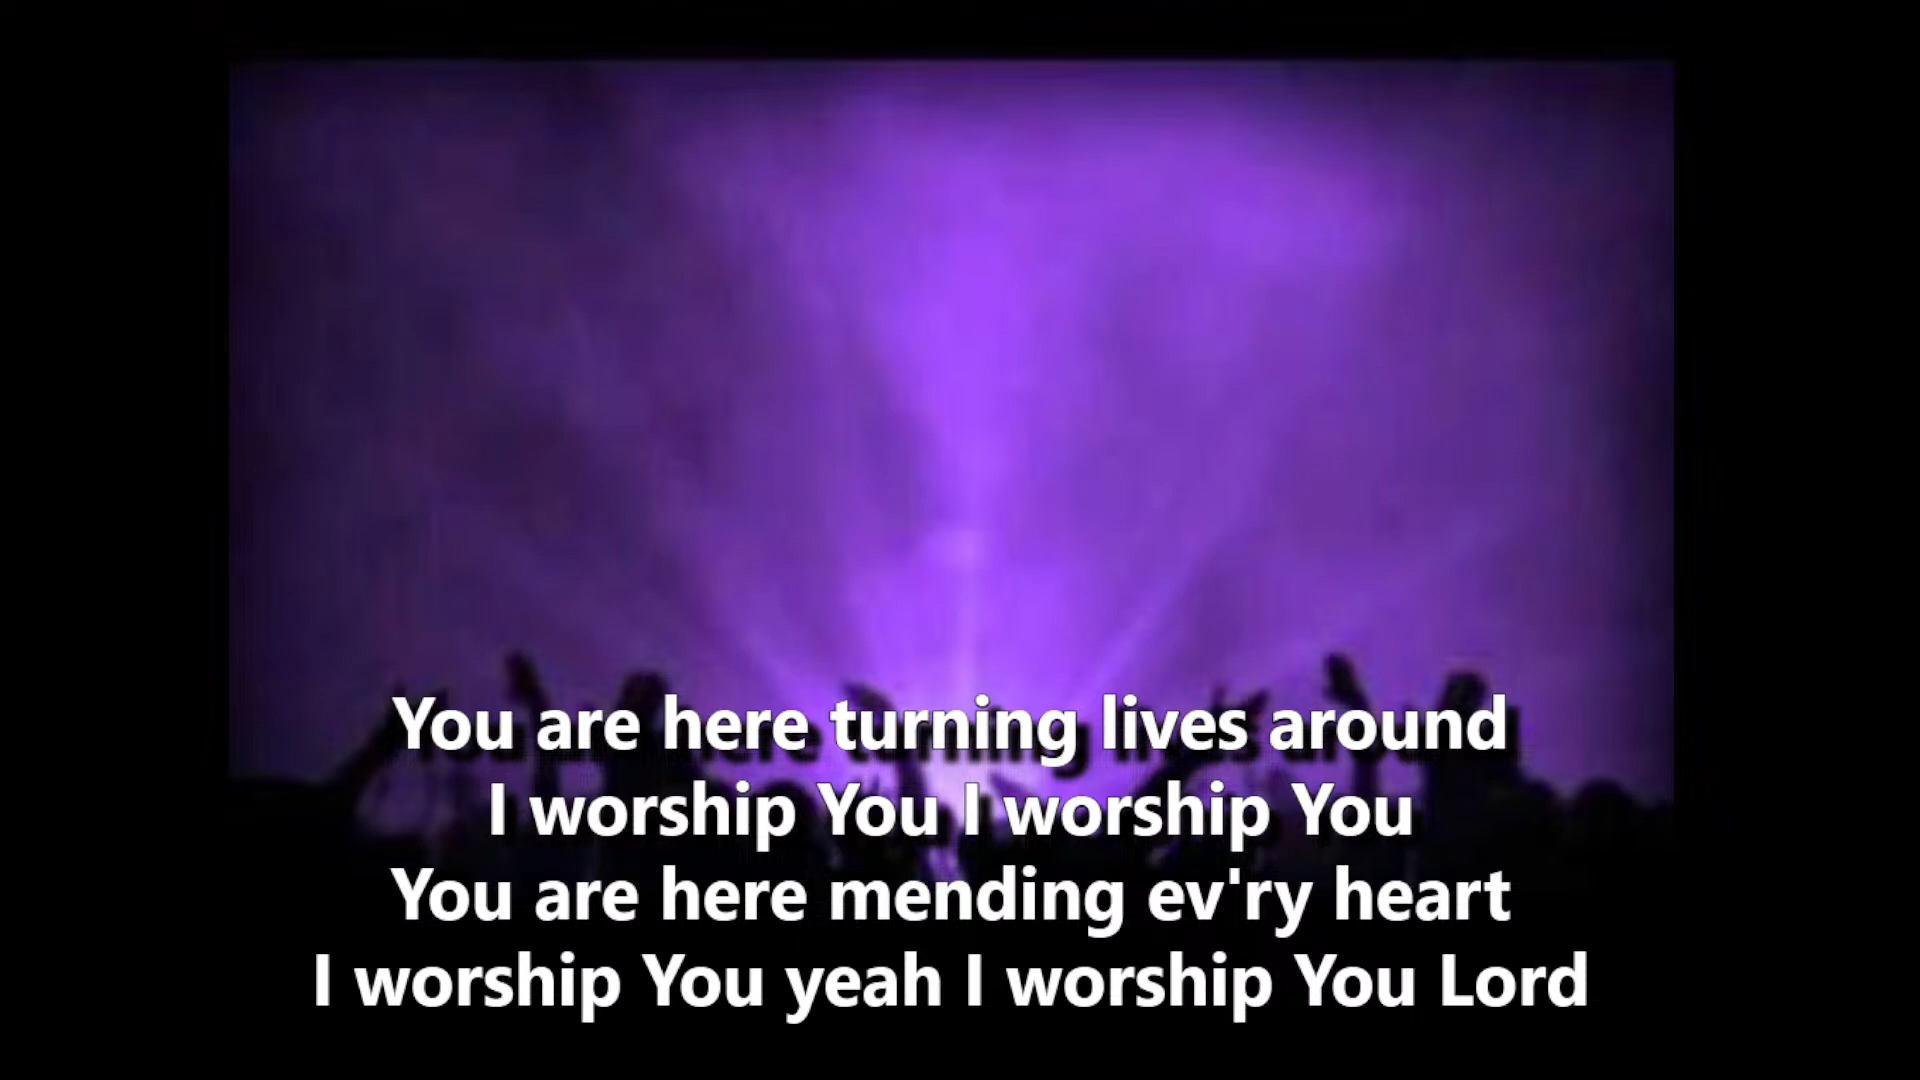 You are here turning lives around
I worship You I worship You
You are here mending ev'ry heart
I worship You yeah I worship You Lord